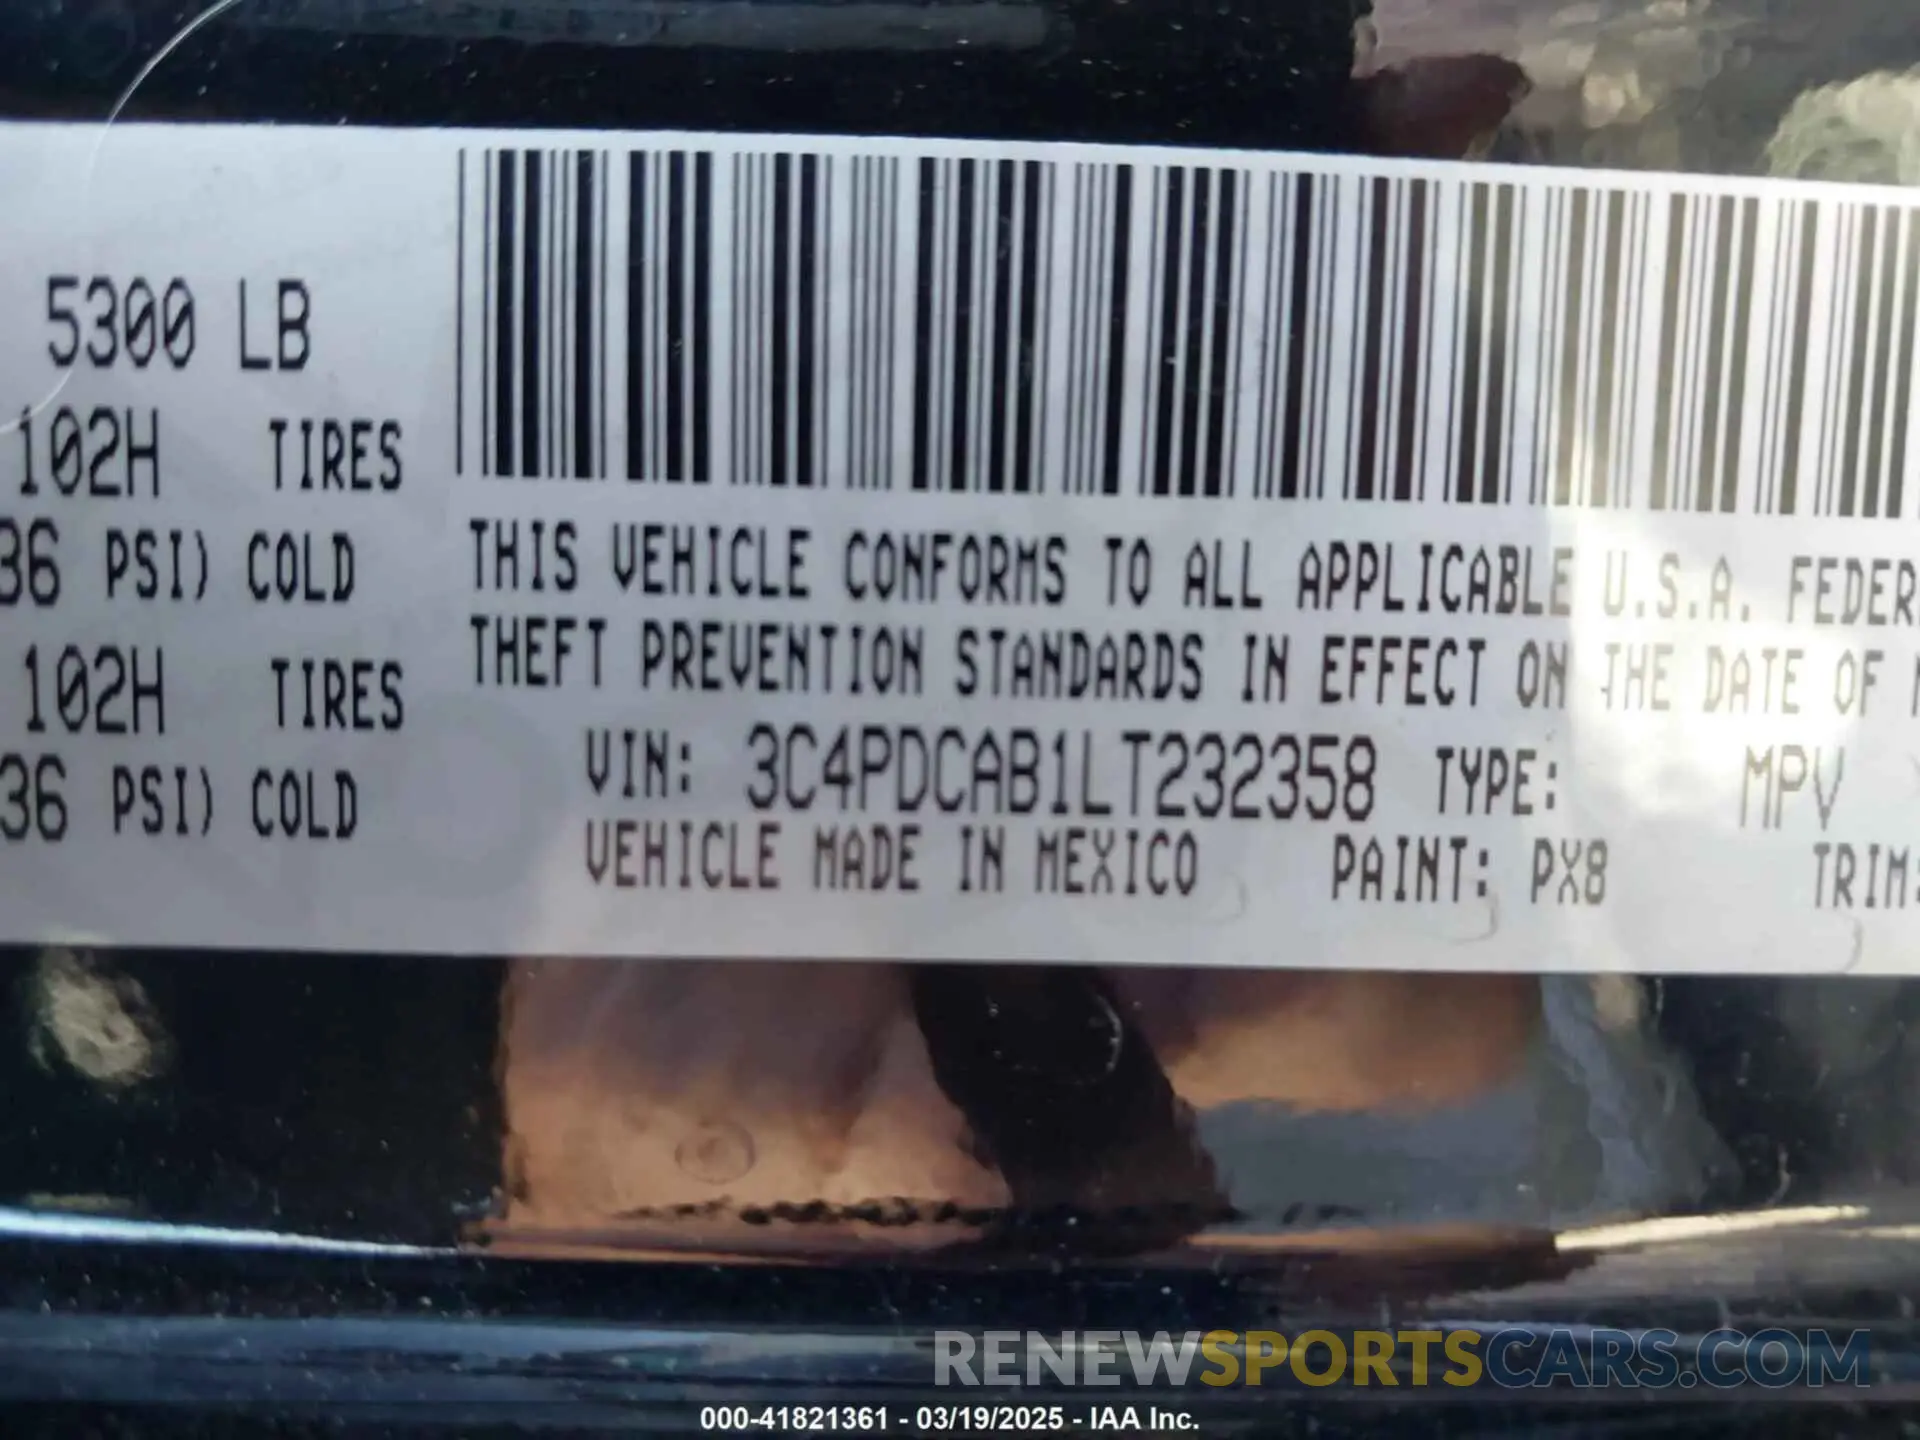 5300 LB
102H TIRES
36 PSI) COLD
102H TIRES
36 PSI) COLD
THIS VEHICLE CONFORMS TO ALL APPLICABLE U.S.A. FEDER
THEFT PREVENTION STANDARDS IN EFFECT ON THE DATE OF
VIN: 3C4PDCAB1LT232358 TYPE: MPV
VEHICLE MADE IN MEXICO PAINT: PX8 TRIM:
RENEWSPORTSCARS.COM
000-41821361 - 03/19/2025 - IAA Inc.